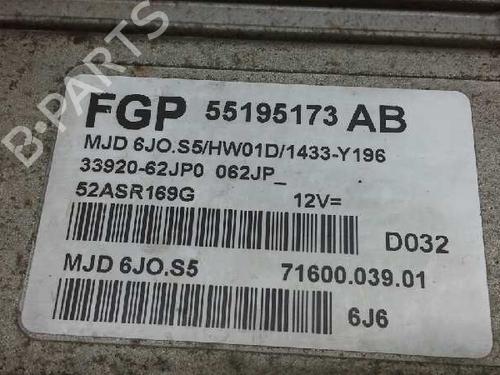 B-PARTS
FGP 55195173 AB
MJD 6JO.S5/HW01D/1433-Y196
33920-62JP0 062JP_
52ASR169G 12V=
D032
MJD 6JO.S5 71600.039.01
6J6